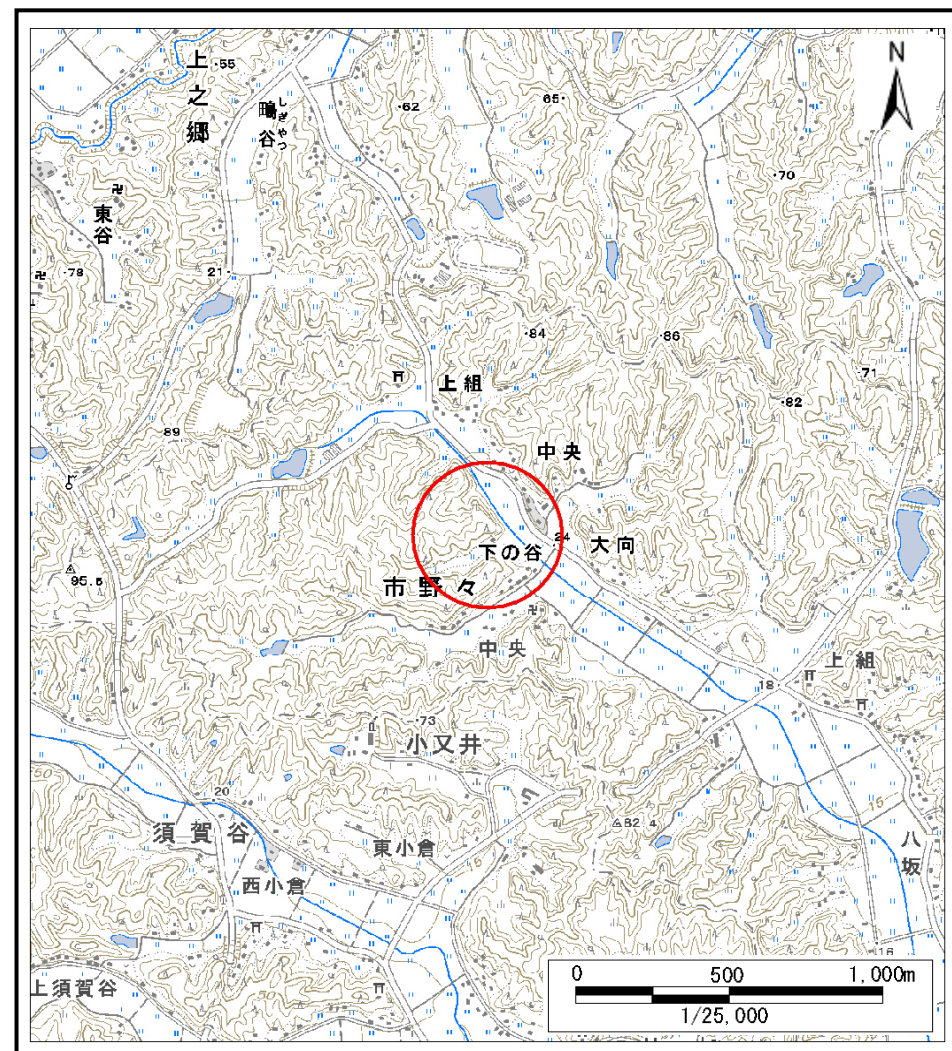 上之郷
・55
鴫谷
しぎやつ
・62
65・
N
・70
東谷
・78
21・
・84
・86
・71
・82
上組
89
中央
24
大向
下の谷
95.6
市野々
中央
上組
18
・73
小又井
20
82.4
須賀谷
東小倉
16
16
八坂
西小倉
16
上須賀谷
0 500 1,000m
1/25,000